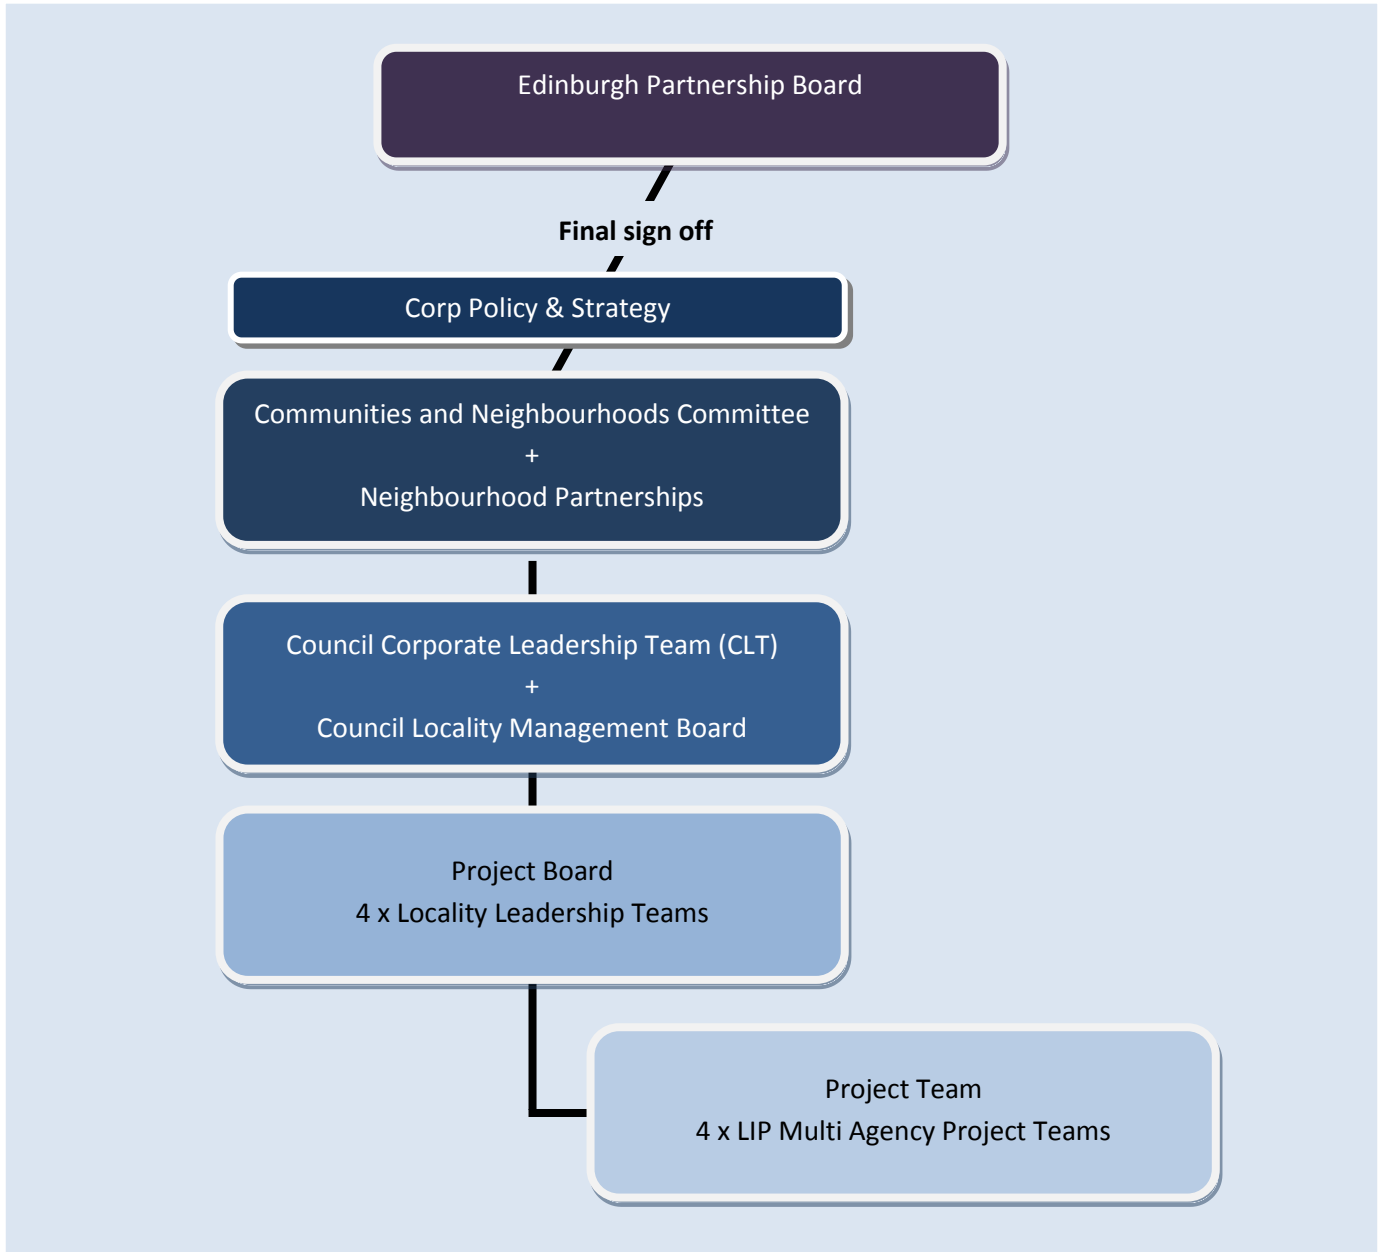 Edinburgh Partnership Board
Final sign off
Corp Policy & Strategy
Communities and Neighbourhoods Committee
+
Neighbourhood Partnerships
Council Corporate Leadership Team (CLT)
+
Council Locality Management Board
Project Board
4 x Locality Leadership Teams
Project Team
4 x LIP Multi Agency Project Teams